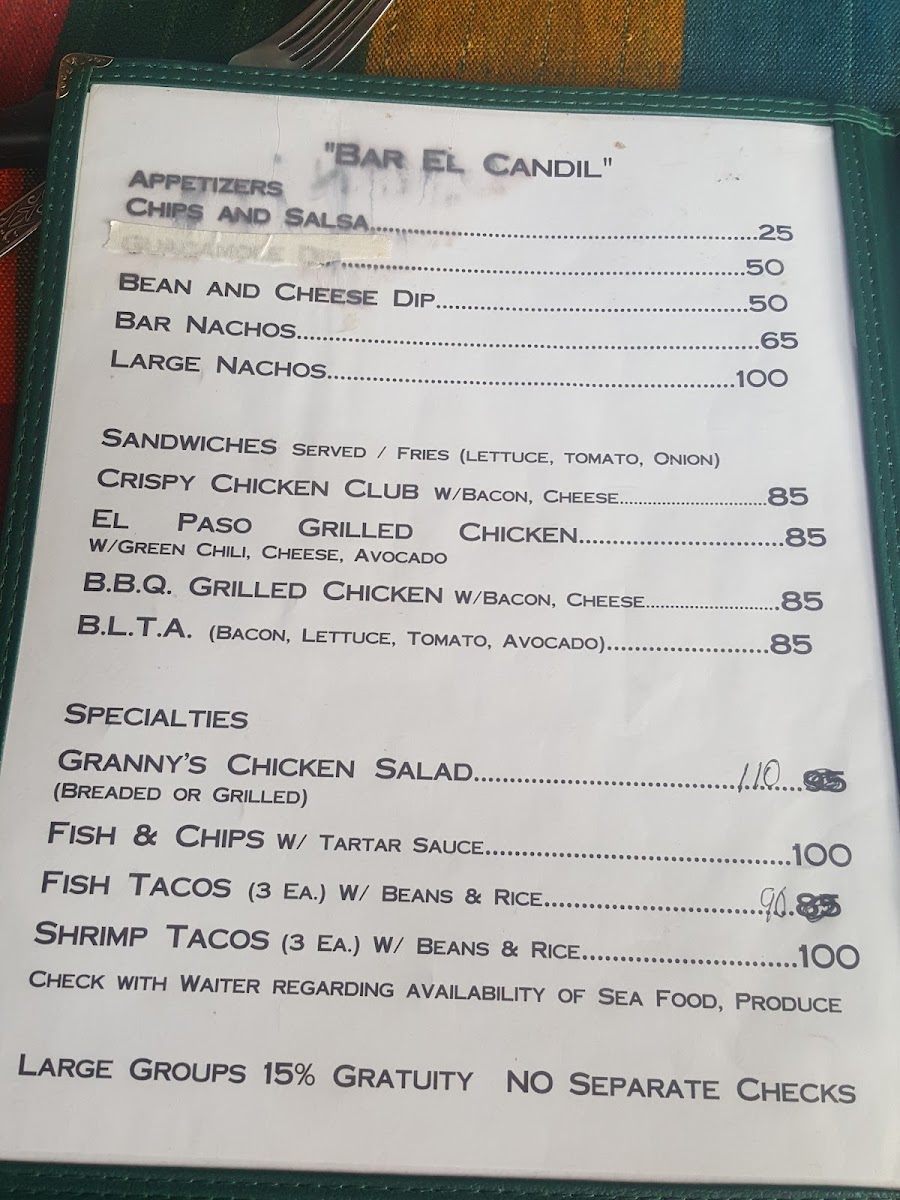 "BAR EL CANDIL"
APPETIZERS
CHIPS AND SALSA..........25
GUACAMOLE DIP..........50
BEAN AND CHEESE DIP..........50
BAR NACHOS..........65
LARGE NACHOS..........100
SANDWICHES SERVED / FRIES (LETTUCE, TOMATO, ONION)
CRISPY CHICKEN CLUB W/BACON, CHEESE..........85
EL PASO GRILLED CHICKEN..........85
W/GREEN CHILI, CHEESE, AVOCADO
B.B.Q. GRILLED CHICKEN W/BACON, CHEESE..........85
B.L.T.A. (BACON, LETTUCE, TOMATO, AVOCADO)..........85
SPECIALTIES
GRANNY'S CHICKEN SALAD..........110....95
(BREADED OR GRILLED)
FISH & CHIPS W/ TARTAR SAUCE..........100
FISH TACOS (3 EA.) W/ BEANS & RICE..........90.85
SHRIMP TACOS (3 EA.) W/ BEANS & RICE..........100
CHECK WITH WAITER REGARDING AVAILABILITY OF SEA FOOD, PRODUCE
LARGE GROUPS 15% GRATUITY NO SEPARATE CHECKS